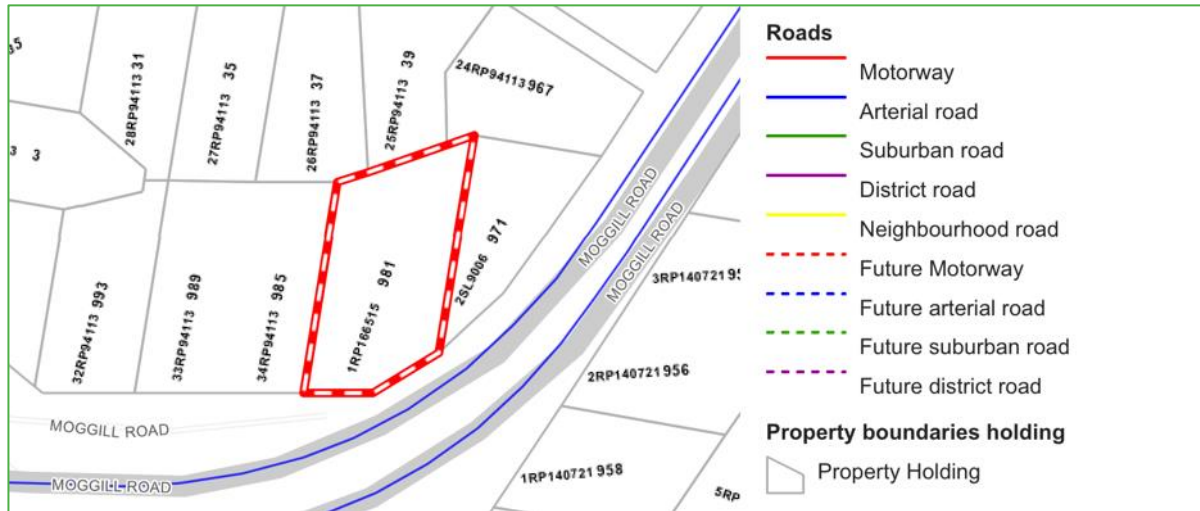 35
28RP94113 31
27RP94113 35
26RP94113 37
25RP94113 39
24RP94113 967
3 3
32RP94113 993
33RP94113 989
34RP94113 985
1RP166515 981
2SL9006 971
MOGGILL ROAD
MOGGILL ROAD
3RP140721 95
2RP140721 956
1RP140721 958
5RP
MOGGILL ROAD
MOGGILL ROAD
Roads
Motorway
Arterial road
Suburban road
District road
Neighbourhood road
Future Motorway
Future arterial road
Future suburban road
Future district road
Property boundaries holding
Property Holding